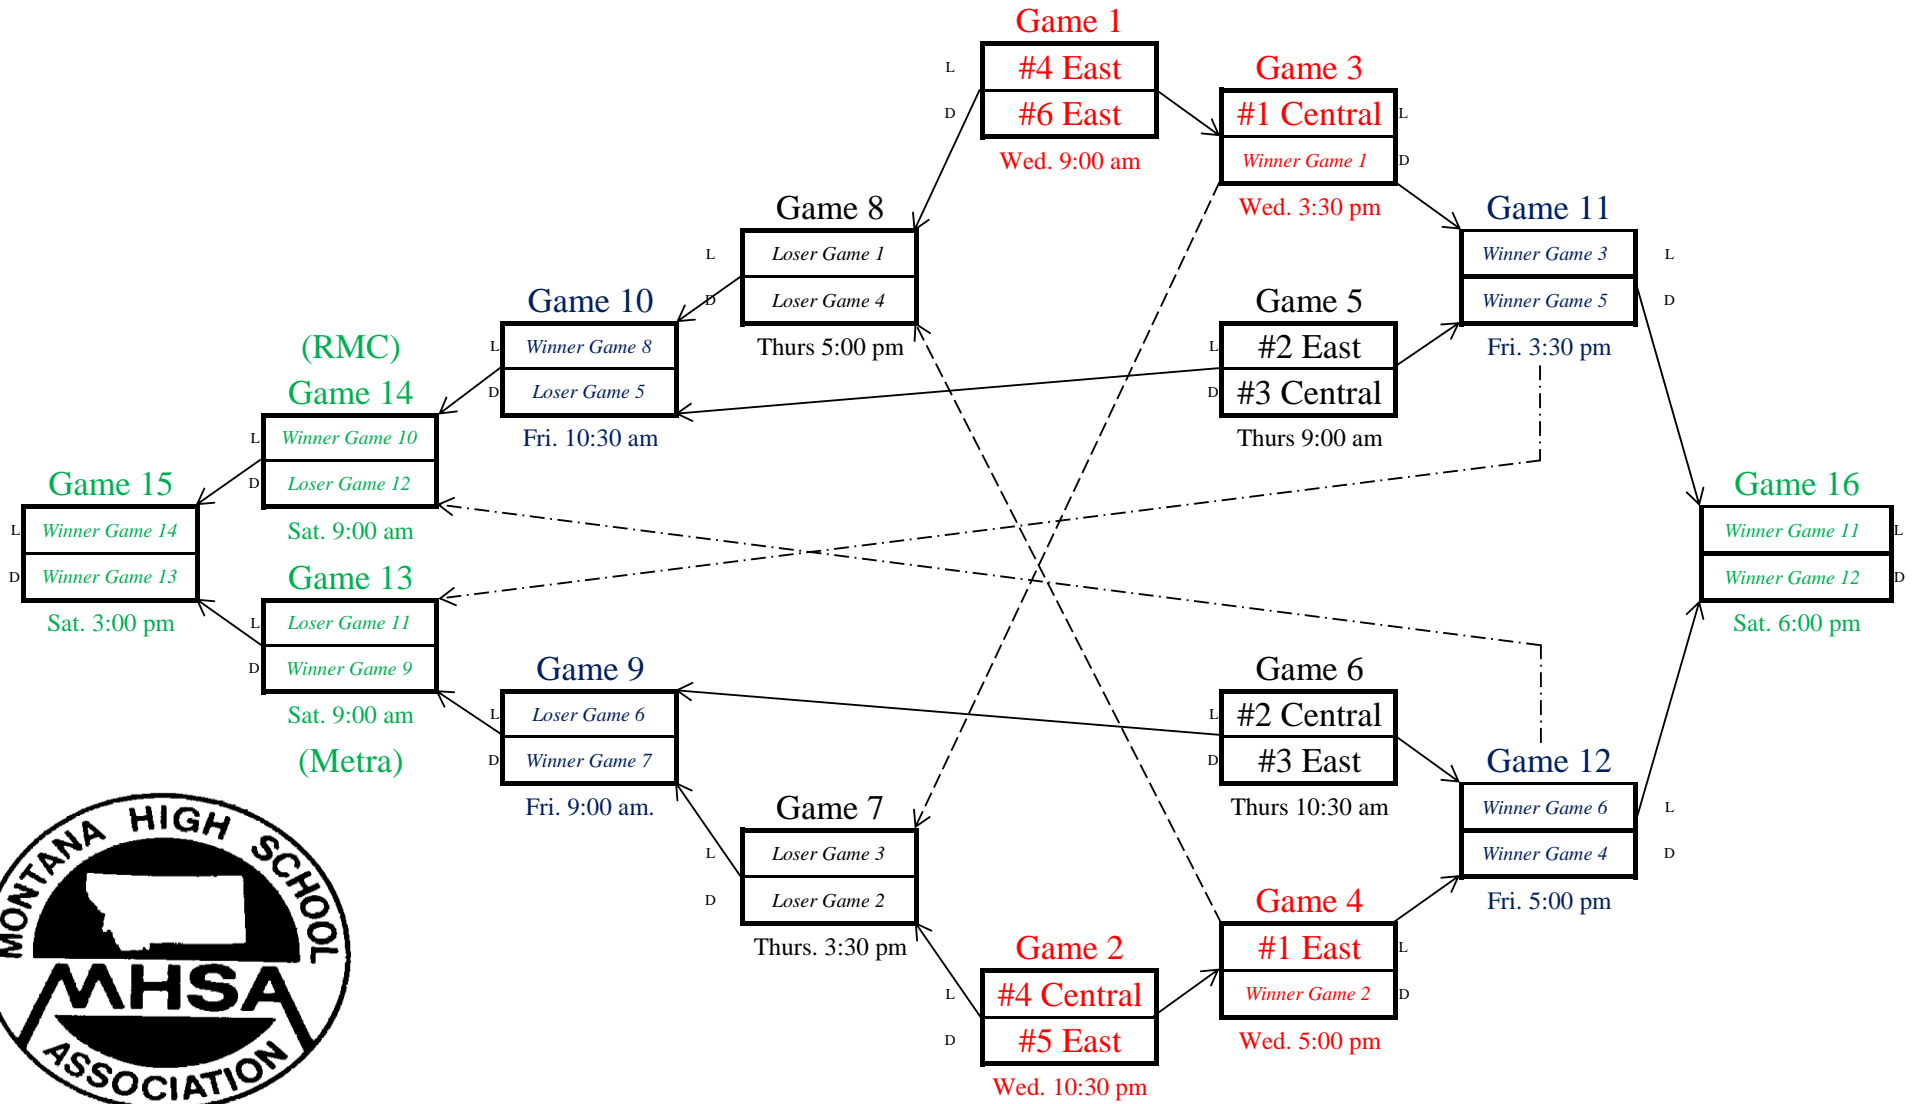 Game 1
L #4 East
D #6 East
Wed. 9:00 am
Game 3
#1 Central L
Winner Game 1 D
Wed. 3:30 pm
Game 8
L Loser Game 1
D Loser Game 4
Thurs 5:00 pm
Game 11
Winner Game 3 L
Winner Game 5 D
Fri. 3:30 pm
Game 10
L Winner Game 8
D Loser Game 5
Fri. 10:30 am
Game 5
L #2 East
D #3 Central
Thurs 9:00 am
(RMC)
Game 14
L Winner Game 10
D Loser Game 12
Sat. 9:00 am
Game 15
L Winner Game 14
D Winner Game 13
Sat. 3:00 pm
Game 16
Winner Game 11 L
Winner Game 12 D
Sat. 6:00 pm
Game 13
L Loser Game 11
D Winner Game 9
Sat. 9:00 am
(Metra)
Game 9
L Loser Game 6
D Winner Game 7
Fri. 9:00 am.
Game 6
L #2 Central
D #3 East
Thurs 10:30 am
Game 12
Winner Game 6 L
Winner Game 4 D
Fri. 5:00 pm
Game 7
L Loser Game 3
D Loser Game 2
Thurs. 3:30 pm
Game 4
#1 East L
Winner Game 2 D
Wed. 5:00 pm
Game 2
L #4 Central
D #5 East
Wed. 10:30 pm
MONTANA HIGH SCHOOL
MHSA
ASSOCIATION